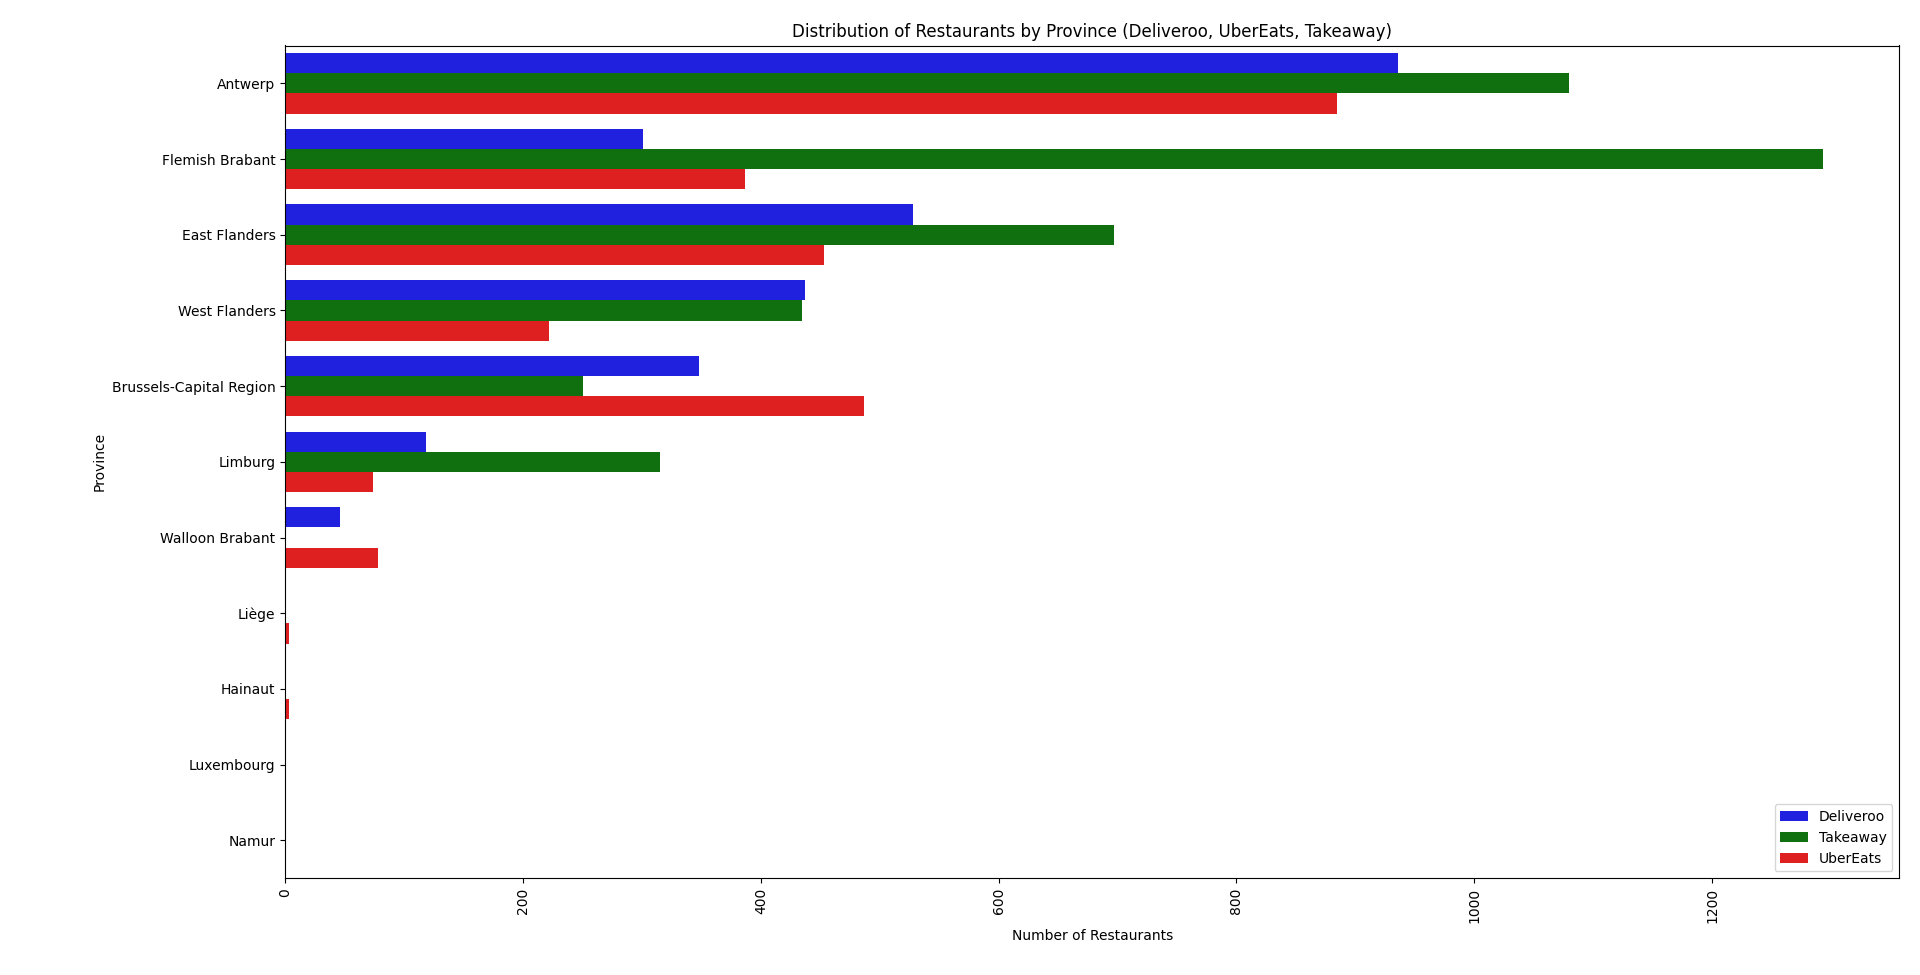 Distribution of Restaurants by Province (Deliveroo, UberEats, Takeaway)
Province
Antwerp
Flemish Brabant
East Flanders
West Flanders
Brussels-Capital Region
Limburg
Walloon Brabant
Liège
Hainaut
Luxembourg
Namur
Deliveroo
Takeaway
UberEats
0
200
400
600
800
1000
1200
Number of Restaurants